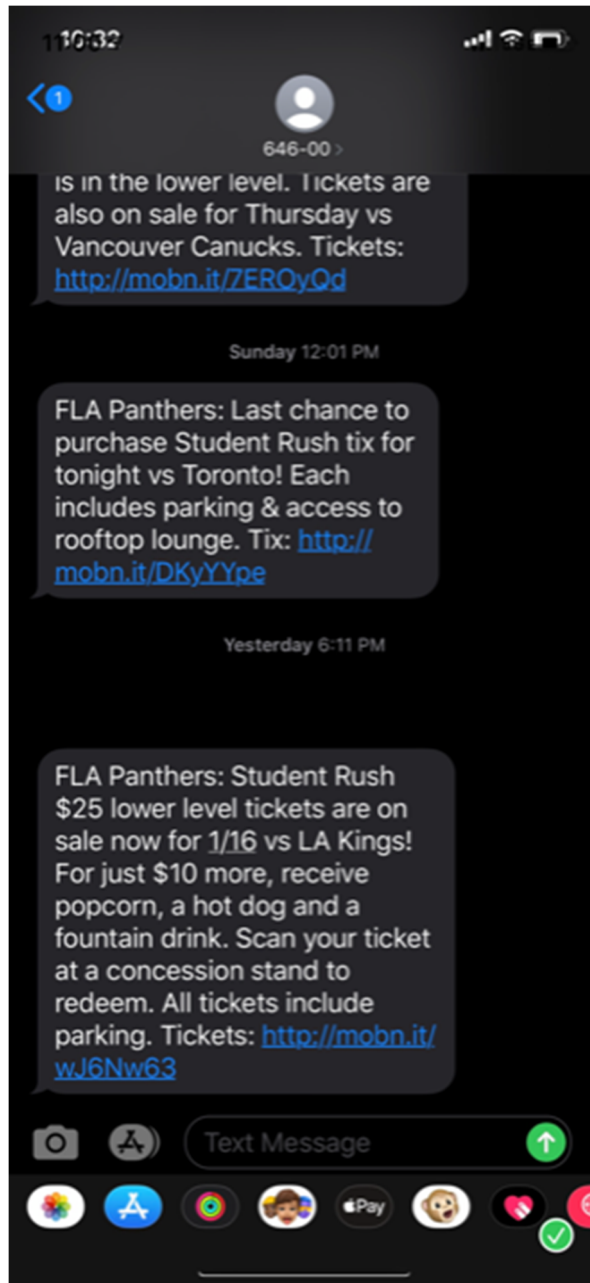 10:32
1
646-00 >
is in the lower level. Tickets are
also on sale for Thursday vs
Vancouver Canucks. Tickets:
http://mobn.it/7EROyQd
Sunday 12:01 PM
FLA Panthers: Last chance to
purchase Student Rush tix for
tonight vs Toronto! Each
includes parking & access to
rooftop lounge. Tix: http://
mobn.it/DKyYYpe
Yesterday 6:11 PM
FLA Panthers: Student Rush
$25 lower level tickets are on
sale now for 1/16 vs LA Kings!
For just $10 more, receive
popcorn, a hot dog and a
fountain drink. Scan your ticket
at a concession stand to
redeem. All tickets include
parking. Tickets: http://mobn.it/
wJ6Nw63
Text Message
Pay